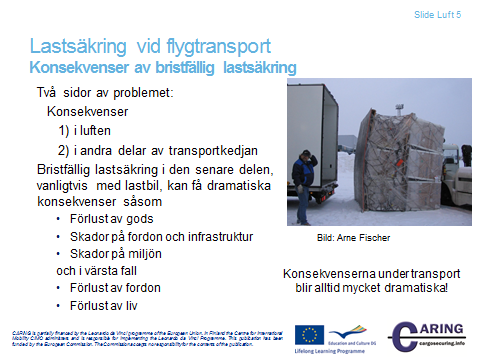 Slide Luft 5
Lastsäkring vid flygtransport
Konsekvenser av bristfällig lastsäkring
Två sidor av problemet:
Konsekvenser
1) i luften
2) i andra delar av transportkedjan
Bristfällig lastsäkring i den senare delen,
vanligtvis med lastbil, kan få dramatiska
konsekvenser såsom
• Förlust av gods
• Skador på fordon och infrastruktur
• Skador på miljön
och i värsta fall
• Förlust av fordon
• Förlust av liv
Bild: Arne Fischer
Konsekvenserna under transport
blir alltid mycket dramatiska!
CARING is partially financed by the Leonardo da Vinci programme of the European Union. In Finland the Centre for International
Mobility CIMO administers and is responsible for implementing the Leonardo da Vinci Programme. This publication has been
funded by the European Commission. The Commission accepts no responsibility for the contents of the publication.
Education and Culture DG
Lifelong Learning Programme
CARING
cargosecuring.info